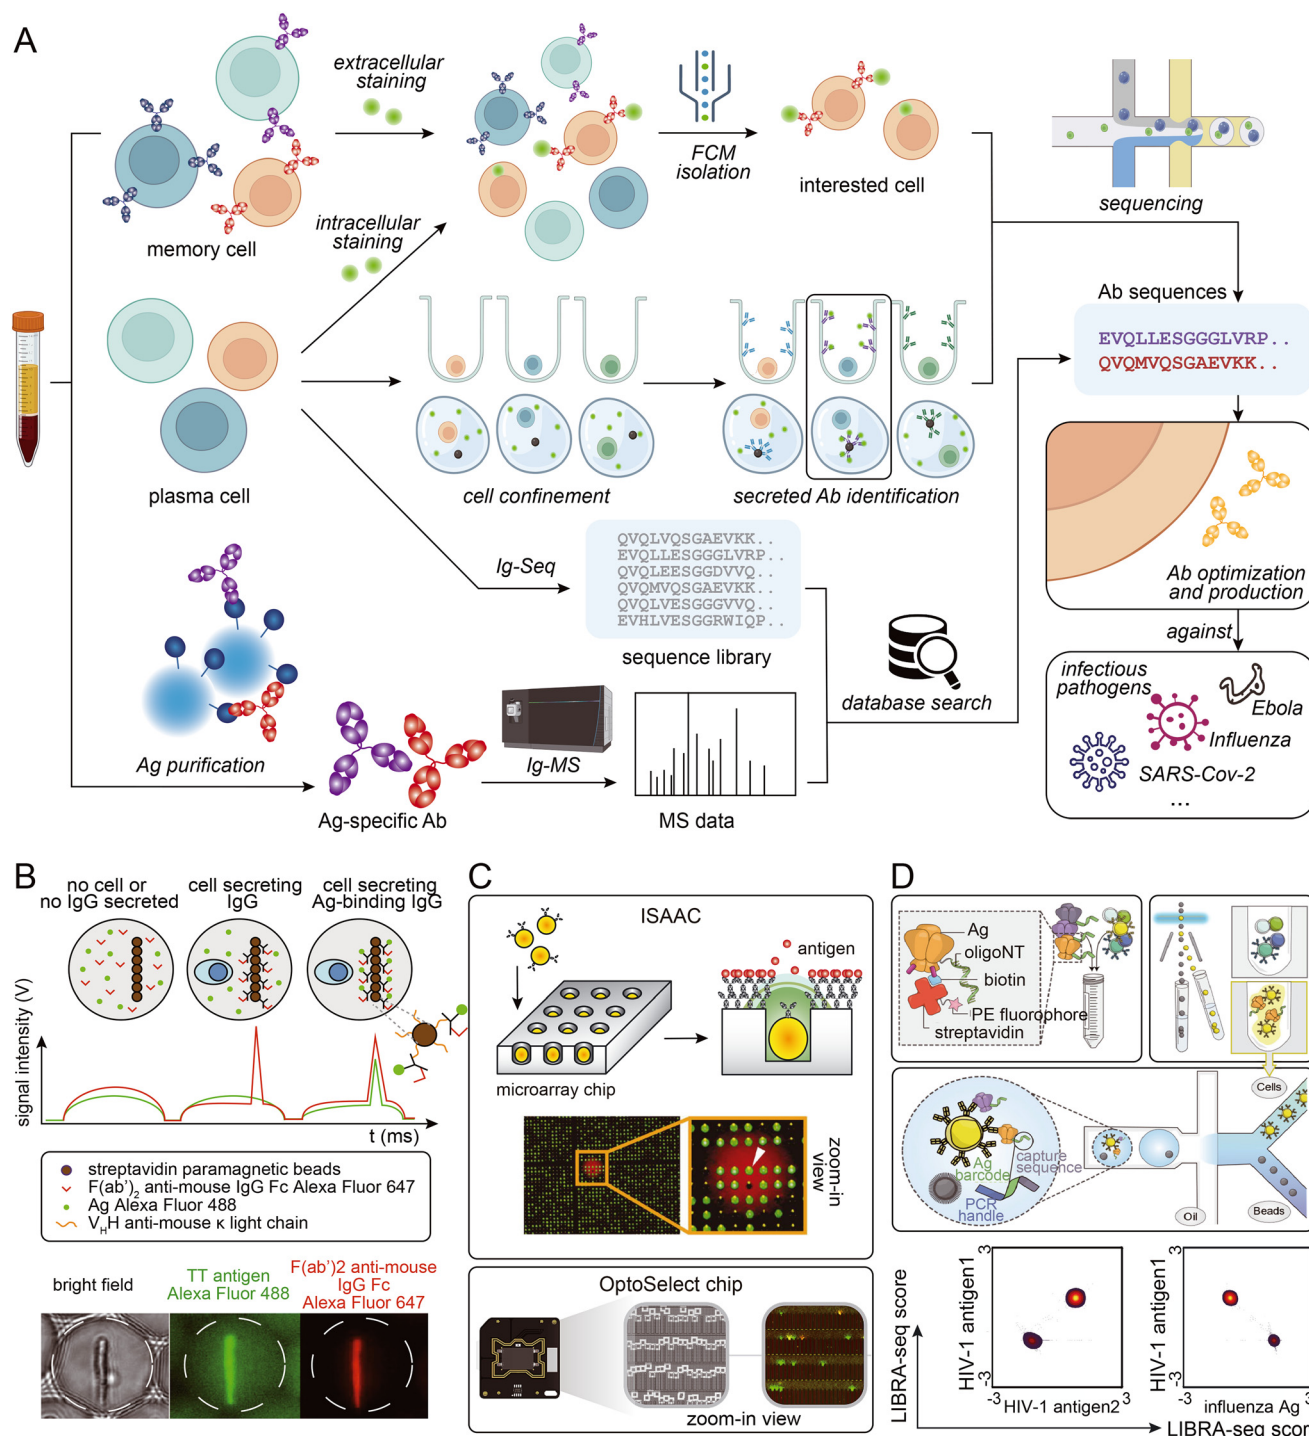 A
extracellular
staining
memory cell
intracellular
staining
FCM
isolation
interested cell
sequencing
Ab sequences
EVQLLESGGGLVRP..
QVQMVQSGAEVKK..
plasma cell
cell confinement
secreted Ab identification
Ig-Seq
QVQLVQSGAEVKK..
EVQLLESGGGLVRP..
QVQLEESGGDVVQ..
QVQMVQSGAEVKK..
QVQLVESGGGVVQ..
EVHLVESGGRWIQP..
sequence library
database search
Ab optimization
and production
against
infectious
pathogens
Ebola
Influenza
SARS-Cov-2
...
Ag purification
Ag-specific Ab
Ig-MS
MS data
B
no cell or
no IgG secreted
cell secreting
IgG
cell secreting
Ag-binding IgG
signal intensity (V)
t (ms)
streptavidin paramagnetic beads
F(ab')2 anti-mouse IgG Fc Alexa Fluor 647
Ag Alexa Fluor 488
VHH anti-mouse κ light chain
bright field
TT antigen
Alexa Fluor 488
F(ab')2 anti-mouse
IgG Fc
Alexa Fluor 647
C
ISAAC
antigen
microarray chip
zoom-in
view
OptoSelect chip
zoom-in view
D
Ag
oligoNT
biotin
PE fluorophore
streptavidin
Cells
capture
sequence
Ag
barcode
PCR
handle
Oil
Beads
LIBRA-seq score
HIV-1 antigen1
3
-3
-3
3
HIV-1 antigen2
HIV-1 antigen1
3
-3
-3
3
influenza Ag
LIBRA-seq score